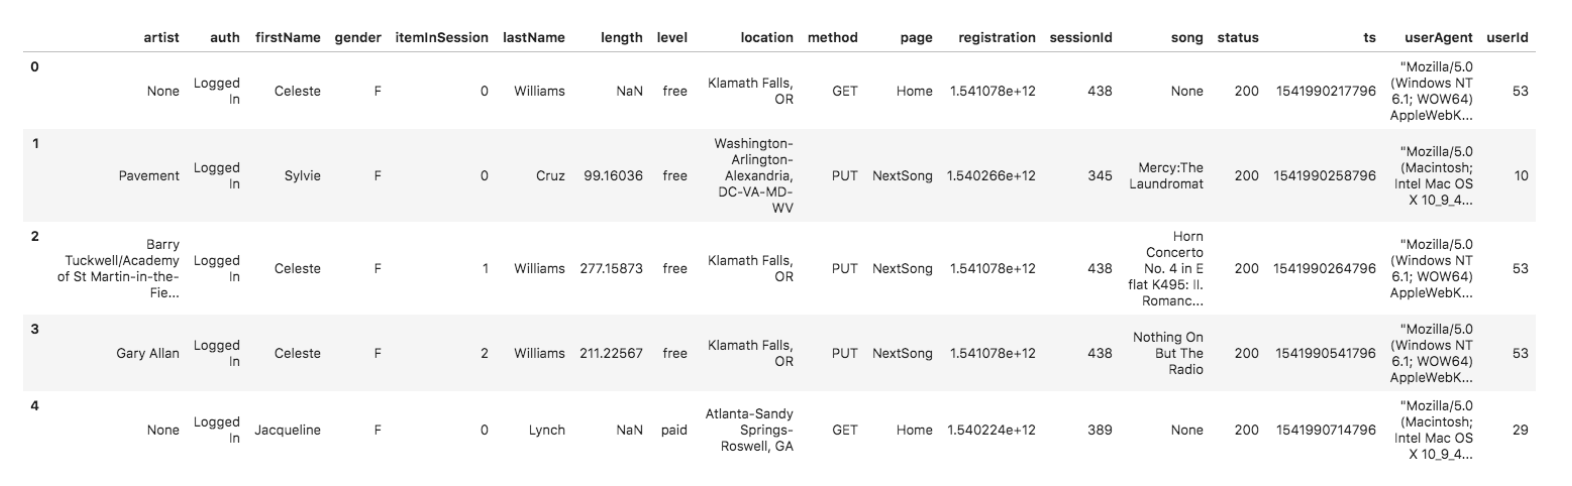 artist auth firstName gender itemInSession lastName length level location method page registration sessionId song status ts userAgent userId
0 None Logged In Celeste F 0 Williams NaN free Klamath Falls, OR GET Home 1.541078e+12 438 None 200 1541990217796 "Mozilla/5.0 (Windows NT 6.1; WOW64) AppleWebK... 53
1 Pavement Logged In Sylvie F 0 Cruz 99.16036 free Washington-Arlington-Alexandria, DC-VA-MD-WV PUT NextSong 1.540266e+12 345 Mercy:The Laundromat 200 1541990258796 "Mozilla/5.0 (Macintosh; Intel Mac OS X 10_9_4... 10
2 Barry Tuckwell/Academy of St Martin-in-the-Fie... Logged In Celeste F 1 Williams 277.15873 free Klamath Falls, OR PUT NextSong 1.541078e+12 438 Horn Concerto No. 4 in E flat K495: II. Romanc... 200 1541990264796 "Mozilla/5.0 (Windows NT 6.1; WOW64) AppleWebK... 53
3 Gary Allan Logged In Celeste F 2 Williams 211.22567 free Klamath Falls, OR PUT NextSong 1.541078e+12 438 Nothing On But The Radio 200 1541990541796 "Mozilla/5.0 (Windows NT 6.1; WOW64) AppleWebK... 53
4 None Logged In Jacqueline F 0 Lynch NaN paid Atlanta-Sandy Springs-Roswell, GA GET Home 1.540224e+12 389 None 200 1541990714796 "Mozilla/5.0 (Macintosh; Intel Mac OS X 10_9_4... 29